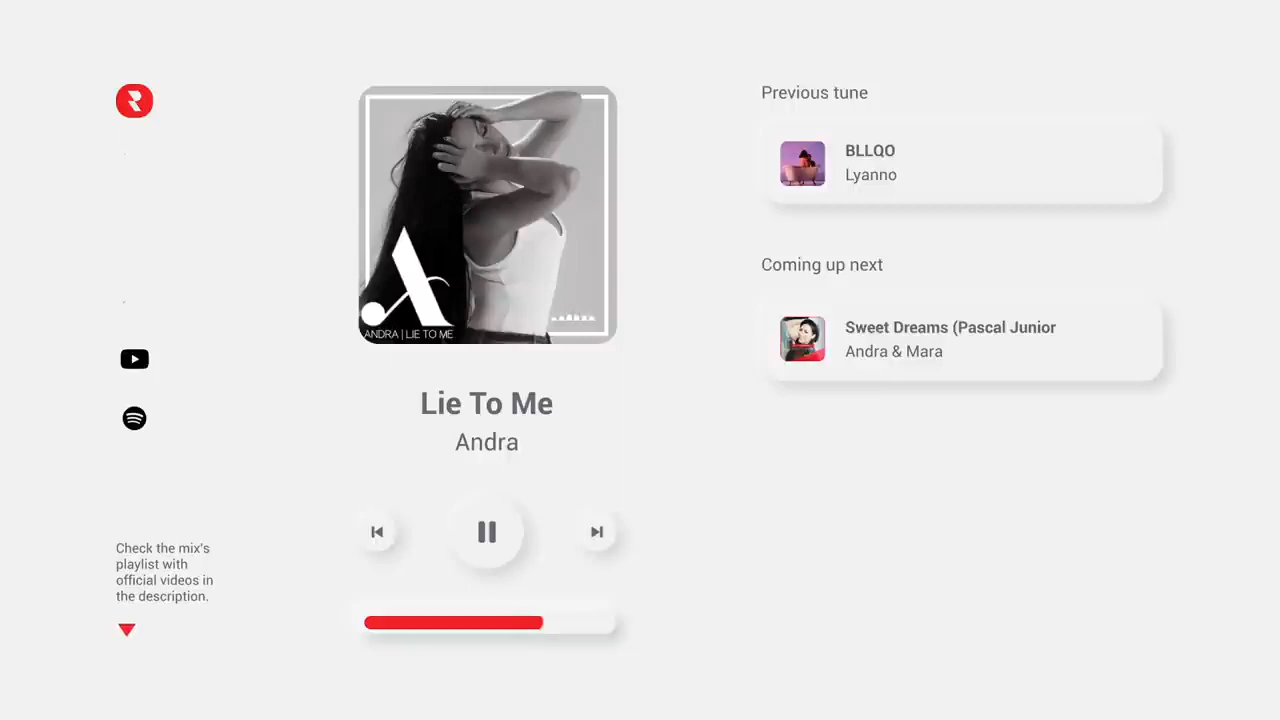 Previous tune
BLLQO
Lyanno
Coming up next
Sweet Dreams (Pascal Junior
Andra & Mara
A
ANDRA | LIE TO ME
Lie To Me
Andra
Check the mix's
playlist with
official videos in
the description.